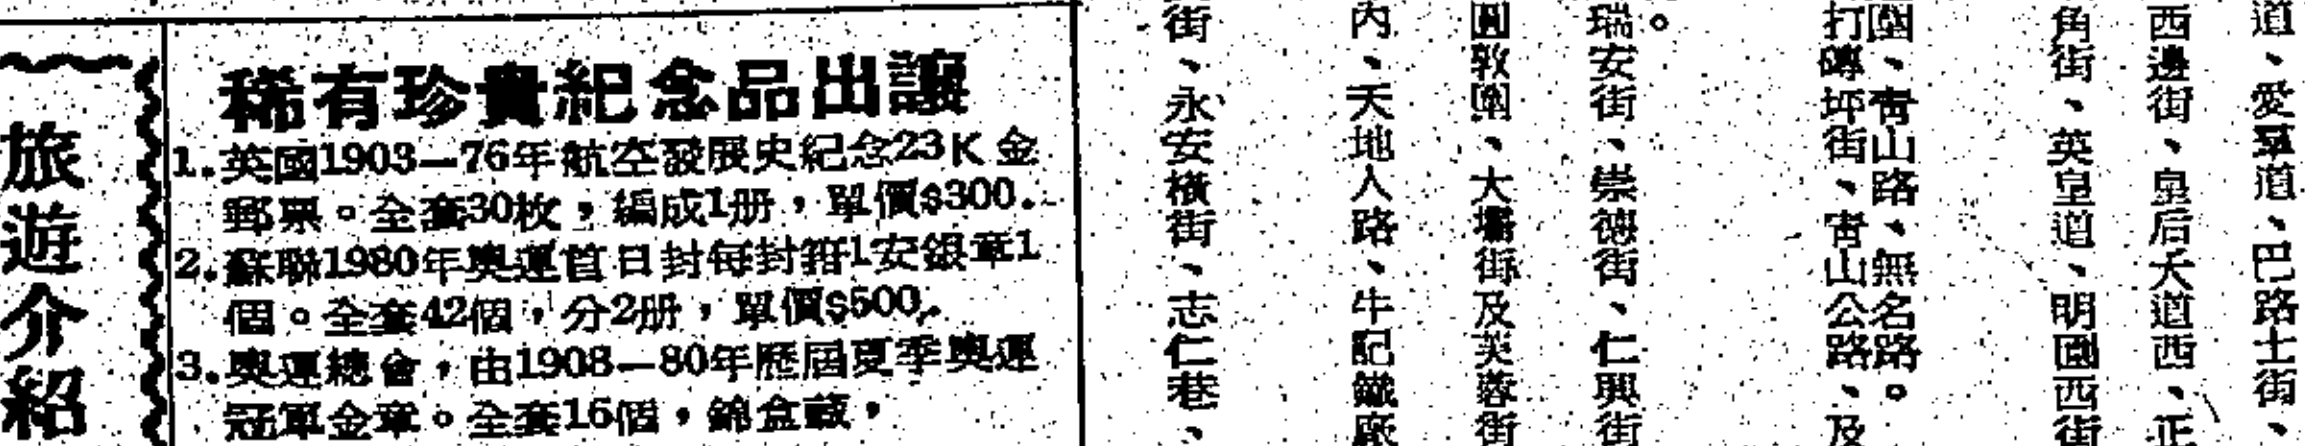 稀有珍貴紀念品出讓
1.英國1903—76年航空發展史紀念23K金
郵票。全套30枚,編成1册,單價$300.
2.蘇聯1980年奧運首日封每封鑲1安銀章1
個。全套42個,分2册,單價$500.
3.奧運總會,由1908—80年歷屆夏季奧運
冠軍金章。全套16個,錦盒藏,
旅遊介紹
道、愛羣道、巴路士街、
西邊街、皇后大道西、正
角街、英皇道、明園西街
園、青山路、無名路。
打磚坪街、青山公路、及
。
瑞安街、崇德街、仁興街
圓敦圍、大壩街及芙蓉街
內、天地人路、牛記鐵廠
街、永安橫街、志仁巷、